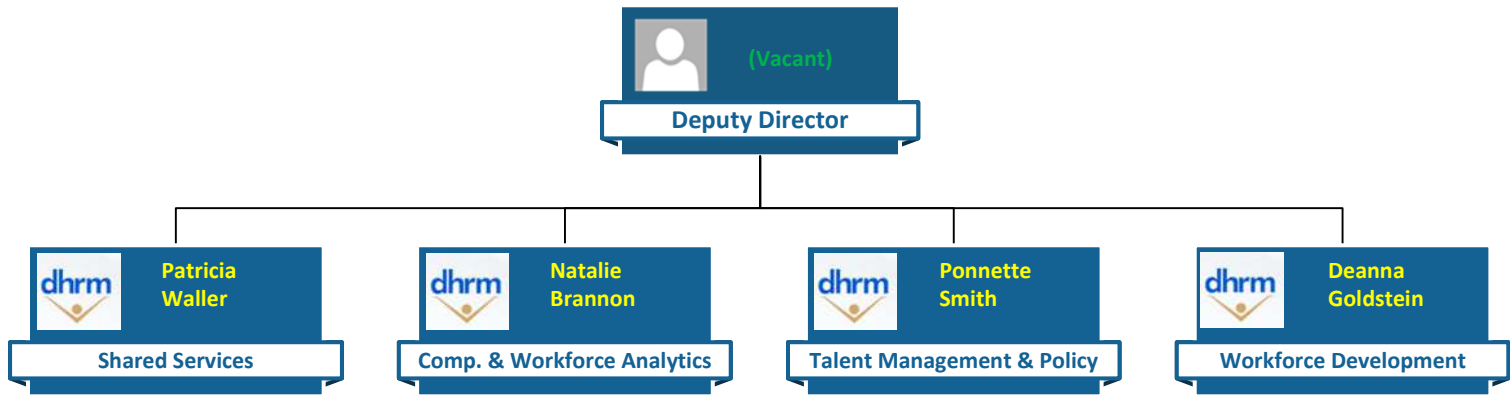 (Vacant)
Deputy Director
dhrm
Patricia
Waller
Shared Services
dhrm
Natalie
Brannon
Comp. & Workforce Analytics
dhrm
Ponnette
Smith
Talent Management & Policy
dhrm
Deanna
Goldstein
Workforce Development